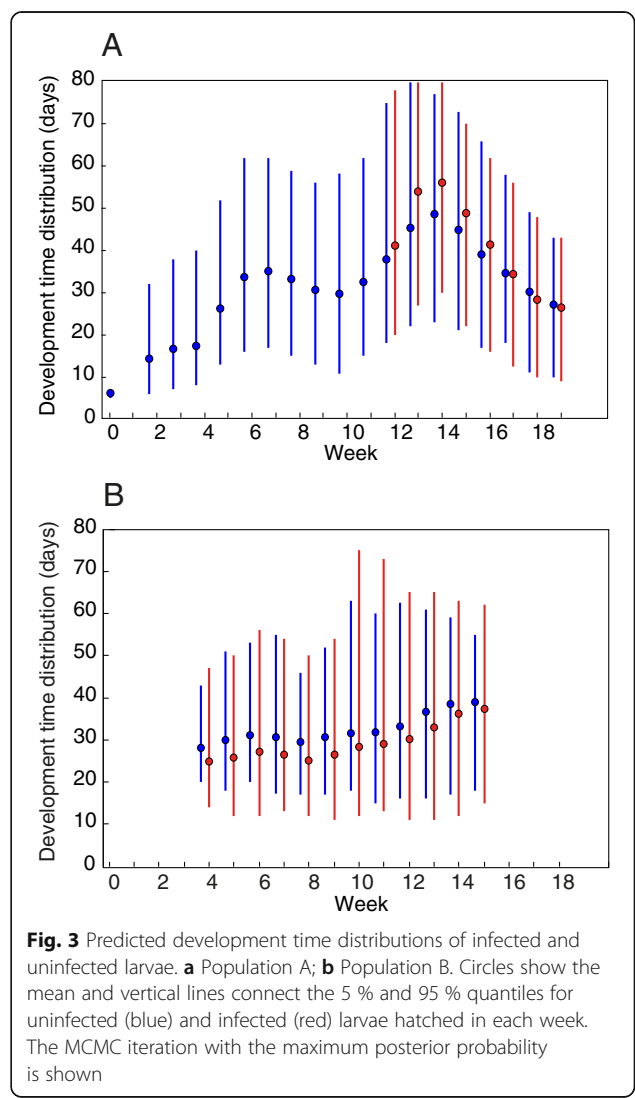 A
Development time distribution (days)
80
70
60
50
40
30
20
10
0
0 2 4 6 8 10 12 14 16 18
Week
B
Development time distribution (days)
80
70
60
50
40
30
20
10
0
0 2 4 6 8 10 12 14 16 18
Week
Fig. 3 Predicted development time distributions of infected and
uninfected larvae. a Population A; b Population B. Circles show the
mean and vertical lines connect the 5 % and 95 % quantiles for
uninfected (blue) and infected (red) larvae hatched in each week.
The MCMC iteration with the maximum posterior probability
is shown